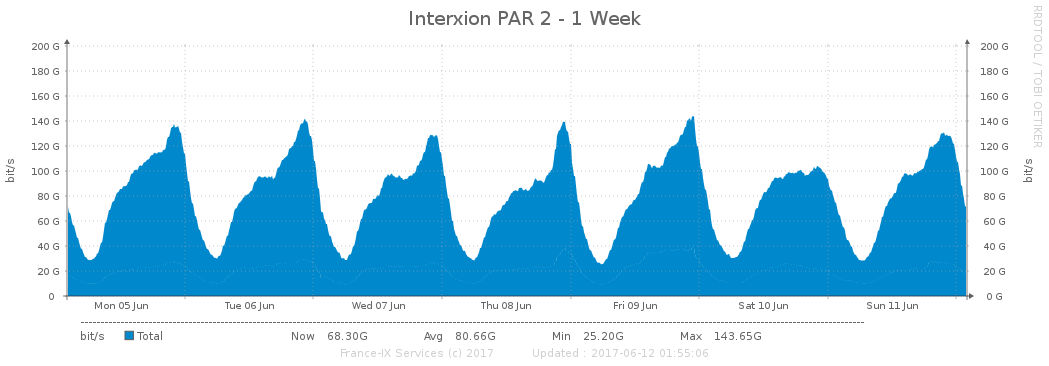 Interxion PAR 2 - 1 Week
RRDTOOL / TOBI OETIKER
200 G 200 G
180 G 180 G
160 G 160 G
140 G 140 G
120 G 120 G
100 G 100 G
80 G 80 G
60 G 60 G
40 G 40 G
20 G 20 G
0 0 G
bit/s
bit/s
Mon 05 Jun Tue 06 Jun Wed 07 Jun Thu 08 Jun Fri 09 Jun Sat 10 Jun Sun 11 Jun
bit/s Total Now 68.30G Avg 80.66G Min 25.20G Max 143.65G
France-IX Services (c) 2017 Updated : 2017-06-12 01:55:06